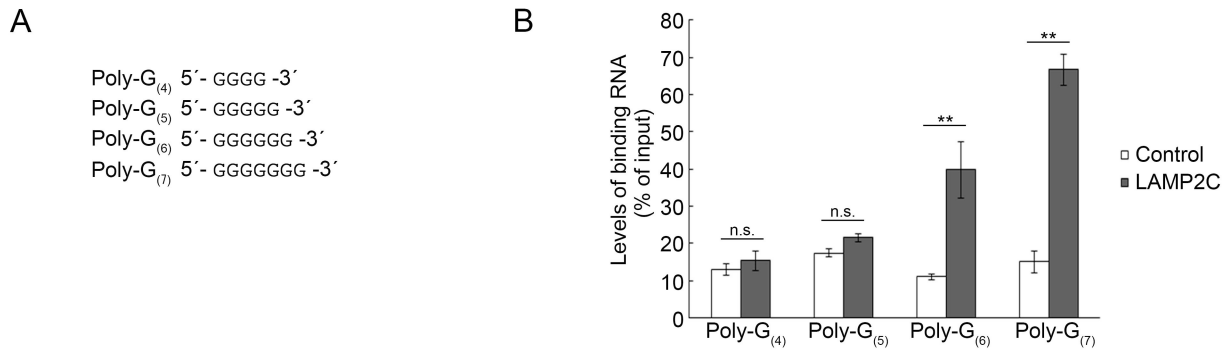 A
Poly-G(4) 5´- GGGG -3´
Poly-G(5) 5´- GGGGG -3´
Poly-G(6) 5´- GGGGGG -3´
Poly-G(7) 5´- GGGGGGG -3´
B
Levels of binding RNA
(% of input)
80
70
60
50
40
30
20
10
0
n.s.
n.s.
**
**
Poly-G(4)
Poly-G(5)
Poly-G(6)
Poly-G(7)
Control
LAMP2C